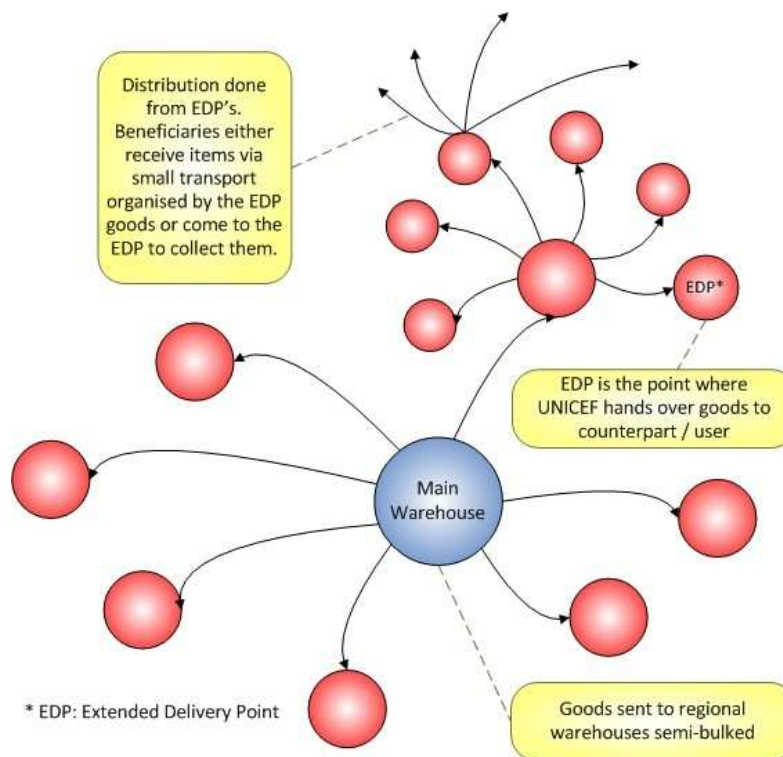 Distribution done
from EDP's.
Beneficiaries either
receive items via
small transport
organised by the EDP
goods or come to the
EDP to collect them.
EDP*
EDP is the point where
UNICEF hands over goods to
counterpart / user
Main
Warehouse
* EDP: Extended Delivery Point
Goods sent to regional
warehouses semi-bulked